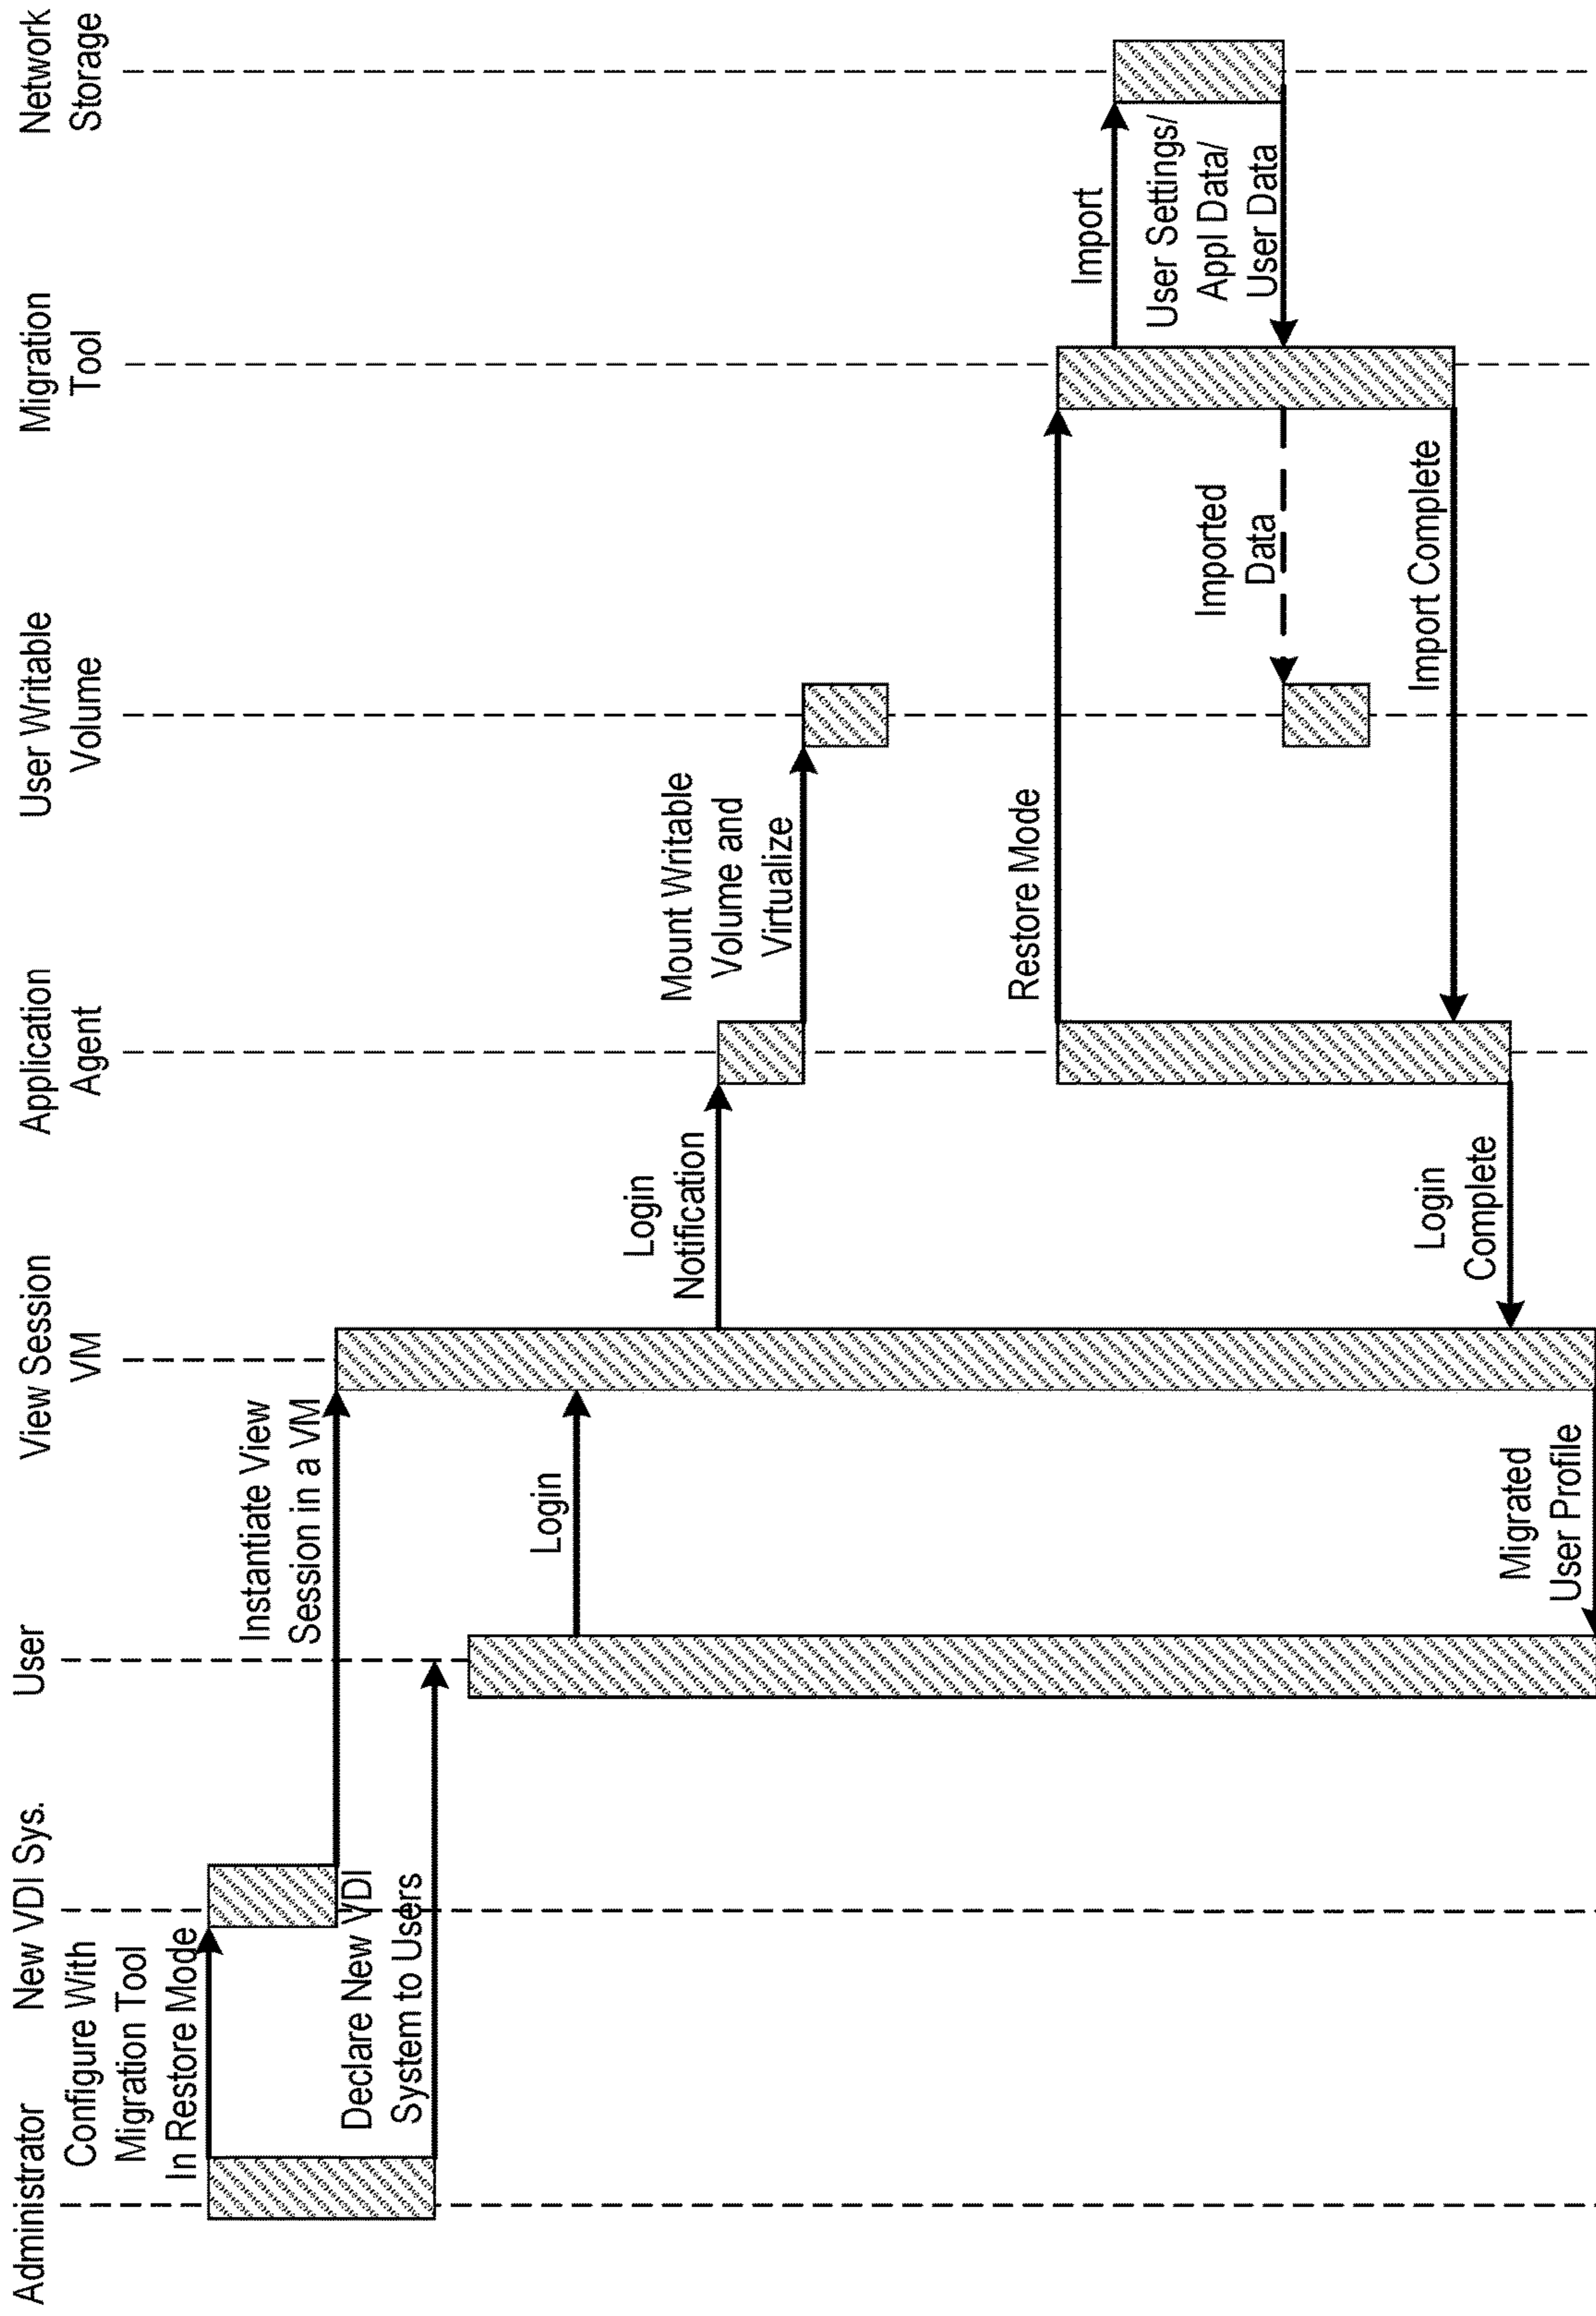 Administrator
New VDI Sys.
User
View Session
VM
Application
Agent
User Writable
Volume
Migration
Tool
Network
Storage
Configure With
Migration Tool
In Restore Mode
Instantiate View
Session in a VM
Declare New VDI
System to Users
Login
Login
Notification
Mount Writable
Volume and
Virtualize
Restore Mode
Import
User Settings/
Appl Data/
User Data
Imported
Data
Import Complete
Login
Complete
Migrated
User Profile